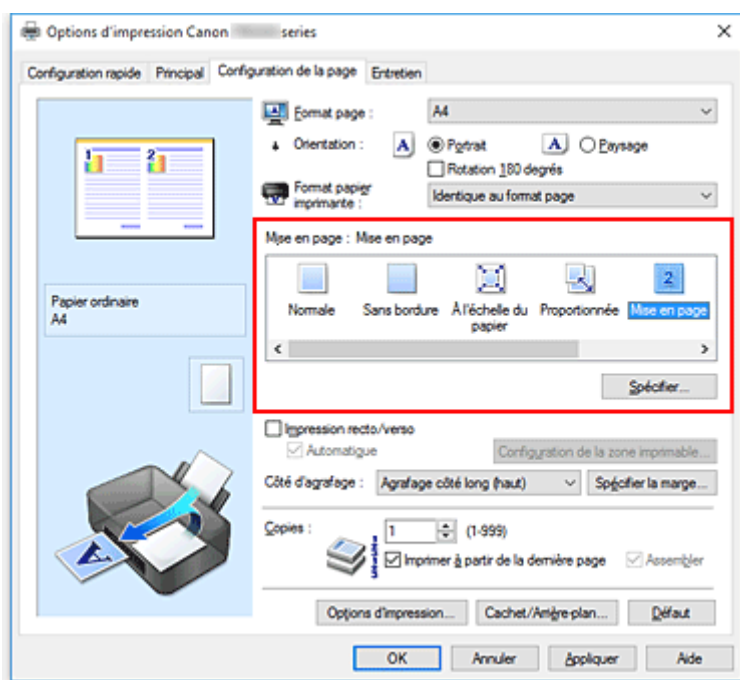 Options d'impression Canon series
Configuration rapide Principal Configuration de la page Entretien
1 2
Format page : A4
Orientation : A Portrait A Paysage
Rotation 180 degrés
Format papier imprimante : Identique au format page
Mise en page : Mise en page
2
Normale Sans bordure À l'échelle du papier Proportionnée Mise en page
Papier ordinaire
A4
Spécifier...
Impression recto/verso
Automatique Configuration de la zone imprimable...
Côté d'agrafage : Agrafage côté long (haut) Spécifier la marge...
Copies : 1 (1-999)
Imprimer à partir de la dernière page Assembler
A
Options d'impression... Cachet/Arrière-plan... Défaut
OK Annuler Appliquer Aide